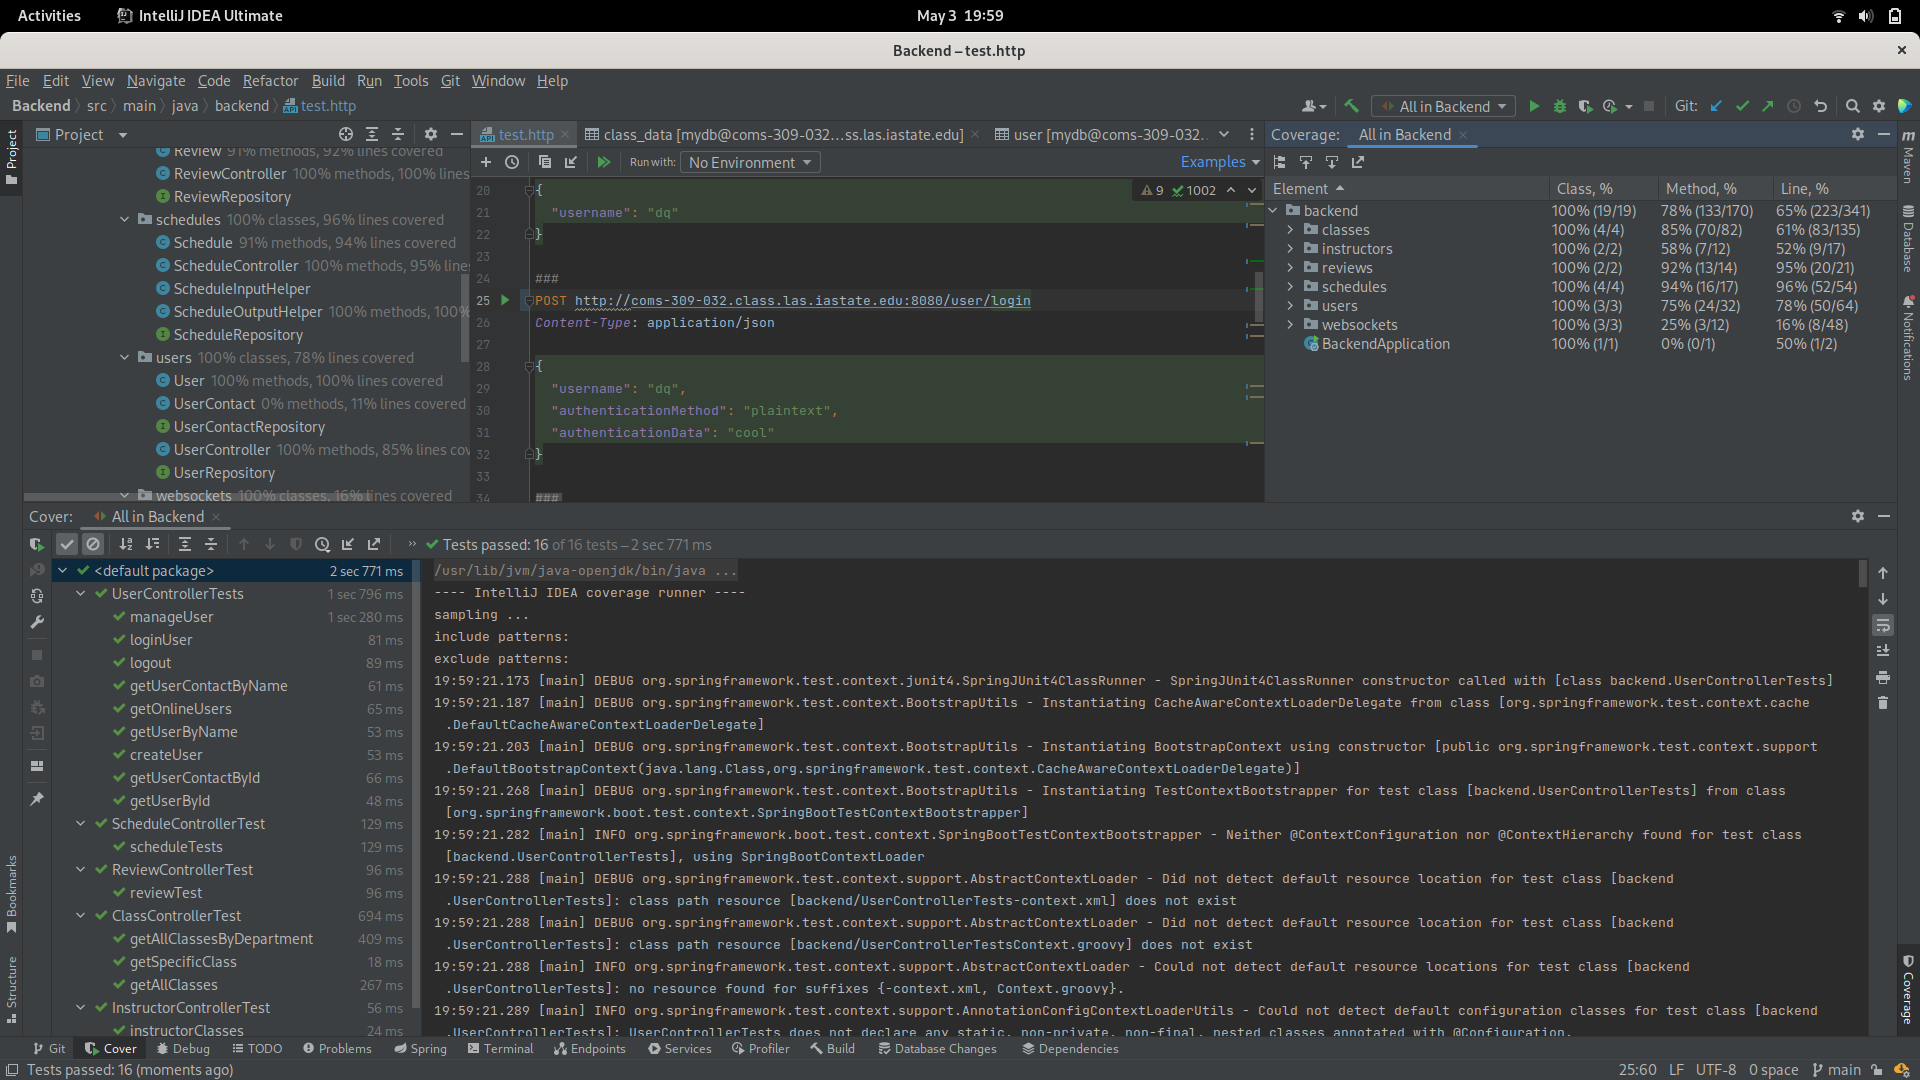 Activities
IntelliJ IDEA Ultimate
May 3 19:59
Backend – test.http
File Edit View Navigate Code Refactor Build Run Tools Git Window Help
Backend src main java backend test.http
All in Backend
Git:
Project
Project
Review 91% methods, 92% lines covered
ReviewController 100% methods, 100% lines
ReviewRepository
schedules 100% classes, 96% lines covered
Schedule 91% methods, 94% lines covered
ScheduleController 100% methods, 95% line
ScheduleInputHelper
ScheduleOutputHelper 100% methods, 100%
ScheduleRepository
users 100% classes, 78% lines covered
User 100% methods, 100% lines covered
UserContact 0% methods, 11% lines covered
UserContactRepository
UserController 100% methods, 85% lines cov
UserRepository
websockets 100% classes, 16% lines covered
test.http
class_data [mydb@coms-309-032...ss.las.iastate.edu]
user [mydb@coms-309-032.
Run with: No Environment
Examples
9 1002
20 {
21 "username": "dq"
22 }
23
24 ###
25 POST http://coms-309-032.class.las.iastate.edu:8080/user/login
26 Content-Type: application/json
27
28 {
29 "username": "dq",
30 "authenticationMethod": "plaintext",
31 "authenticationData": "cool"
32 }
33
34 ###
Coverage: All in Backend
Element Class, % Method, % Line, %
backend 100% (19/19) 78% (133/170) 65% (223/341)
classes 100% (4/4) 85% (70/82) 61% (83/135)
instructors 100% (2/2) 58% (7/12) 52% (9/17)
reviews 100% (2/2) 92% (13/14) 95% (20/21)
schedules 100% (4/4) 94% (16/17) 96% (52/54)
users 100% (3/3) 75% (24/32) 78% (50/64)
websockets 100% (3/3) 25% (3/12) 16% (8/48)
BackendApplication 100% (1/1) 0% (0/1) 50% (1/2)
Maven
Database
Notifications
Coverage
Cover: All in Backend
Tests passed: 16 of 16 tests – 2 sec 771 ms
<default package> 2 sec 771 ms
UserControllerTests 1 sec 796 ms
manageUser 1 sec 280 ms
loginUser 81 ms
logout 89 ms
getUserContactByName 61 ms
getOnlineUsers 65 ms
getUserByName 53 ms
createUser 53 ms
getUserContactById 66 ms
getUserById 48 ms
ScheduleControllerTest 129 ms
scheduleTests 129 ms
ReviewControllerTest 96 ms
reviewTest 96 ms
ClassControllerTest 694 ms
getAllClassesByDepartment 409 ms
getSpecificClass 18 ms
getAllClasses 267 ms
InstructorControllerTest 56 ms
instructorClasses 24 ms
/usr/lib/jvm/java-openjdk/bin/java ...
---- IntelliJ IDEA coverage runner ----
sampling ...
include patterns:
exclude patterns:
19:59:21.173 [main] DEBUG org.springframework.test.context.junit4.SpringJUnit4ClassRunner - SpringJUnit4ClassRunner constructor called with [class backend.UserControllerTests]
19:59:21.187 [main] DEBUG org.springframework.test.context.BootstrapUtils - Instantiating CacheAwareContextLoaderDelegate from class [org.springframework.test.context.cache
.DefaultCacheAwareContextLoaderDelegate]
19:59:21.203 [main] DEBUG org.springframework.test.context.BootstrapUtils - Instantiating BootstrapContext using constructor [public org.springframework.test.context.support
.DefaultBootstrapContext(java.lang.Class,org.springframework.test.context.CacheAwareContextLoaderDelegate)]
19:59:21.268 [main] DEBUG org.springframework.test.context.BootstrapUtils - Instantiating TestContextBootstrapper for test class [backend.UserControllerTests] from class
[org.springframework.boot.test.context.SpringBootTestContextBootstrapper]
19:59:21.282 [main] INFO org.springframework.boot.test.context.SpringBootTestContextBootstrapper - Neither @ContextConfiguration nor @ContextHierarchy found for test class
[backend.UserControllerTests], using SpringBootContextLoader
19:59:21.288 [main] DEBUG org.springframework.test.context.support.AbstractContextLoader - Did not detect default resource location for test class [backend
.UserControllerTests]: class path resource [backend/UserControllerTests-context.xml] does not exist
19:59:21.288 [main] DEBUG org.springframework.test.context.support.AbstractContextLoader - Did not detect default resource location for test class [backend
.UserControllerTests]: class path resource [backend/UserControllerTestsContext.groovy] does not exist
19:59:21.288 [main] INFO org.springframework.test.context.support.AbstractContextLoader - Could not detect default resource locations for test class [backend
.UserControllerTests]: no resource found for suffixes {-context.xml, Context.groovy}.
19:59:21.289 [main] INFO org.springframework.test.context.support.AnnotationConfigContextLoaderUtils - Could not detect default configuration classes for test class [backend
.UserControllerTests]: UserControllerTests does not declare any static, non-private, non-final, nested classes annotated with @Configuration.
Bookmarks
Structure
Git Cover Debug TODO Problems Spring Terminal Endpoints Services Profiler Build Database Changes Dependencies
Tests passed: 16 (moments ago)
25:60 LF UTF-8 0 space main